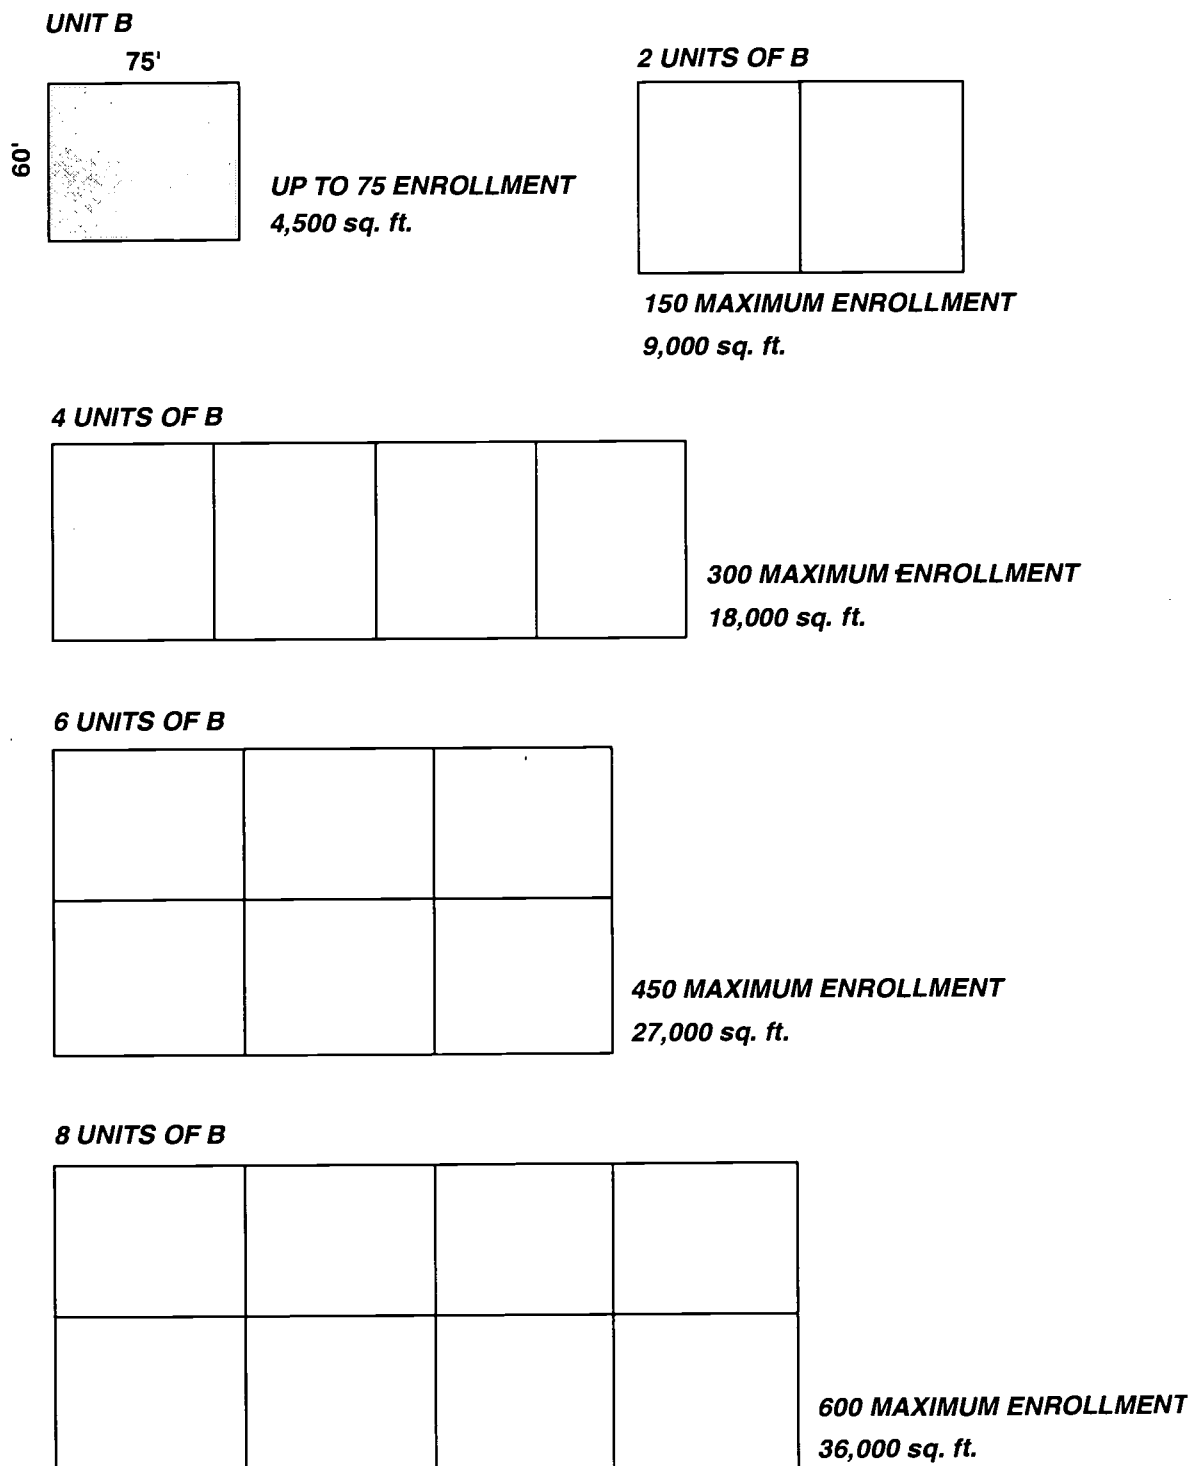 UNIT B
75'
60'
UP TO 75 ENROLLMENT
4,500 sq. ft.
2 UNITS OF B
150 MAXIMUM ENROLLMENT
9,000 sq. ft.
4 UNITS OF B
300 MAXIMUM ENROLLMENT
18,000 sq. ft.
6 UNITS OF B
450 MAXIMUM ENROLLMENT
27,000 sq. ft.
8 UNITS OF B
600 MAXIMUM ENROLLMENT
36,000 sq. ft.